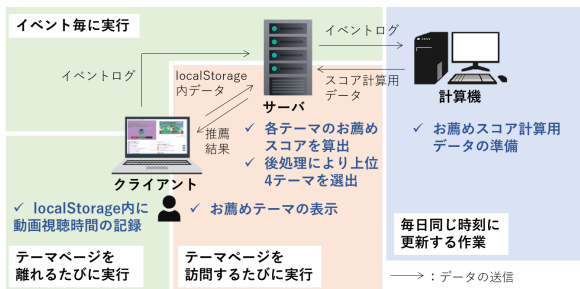 イベント毎に実行
イベントログ
イベントログ
localStorage
内データ
スコア計算用
データ
サーバ
計算機
推薦
結果
✓ 各テーマのお薦め
スコアを算出
✓ 後処理により上位
4テーマを選出
✓ お薦めスコア計算用
データの準備
クライアント
✓ localStorage内に
動画視聴時間の記録
✓ お薦めテーマの表示
テーマページを
離れるたびに実行
テーマページを
訪問するたびに実行
毎日同じ時刻に
更新する作業
：データの送信